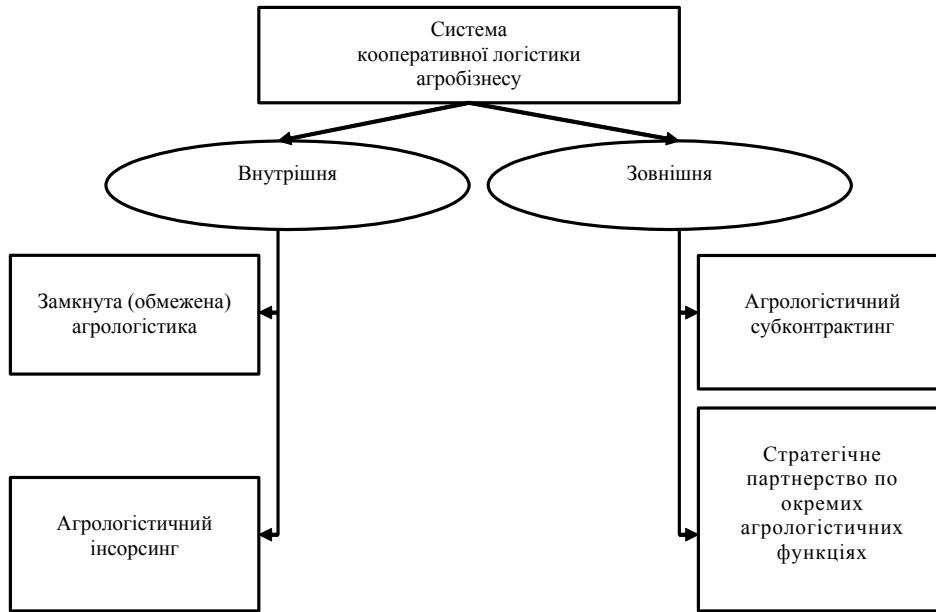 Система
кооперативної логістики
агробізнесу
Внутрішня
Зовнішня
Замкнута (обмежена)
агрологістика
Агрологістичний
субконтрактинг
Агрологістичний
інсорсинг
Стратегічне
партнерство по
окремих
агрологістичних
функціях